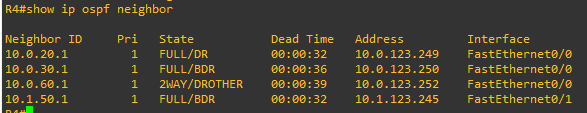 R4#show ip ospf neighbor
Neighbor ID     Pri   State           Dead Time   Address         Interface
10.0.20.1         1   FULL/DR         00:00:32    10.0.123.249    FastEthernet0/0
10.0.30.1         1   FULL/BDR        00:00:36    10.0.123.250    FastEthernet0/0
10.0.60.1         1   2WAY/DROTHER    00:00:39    10.0.123.252    FastEthernet0/0
10.1.50.1         1   FULL/BDR        00:00:32    10.1.123.245    FastEthernet0/1
R4#